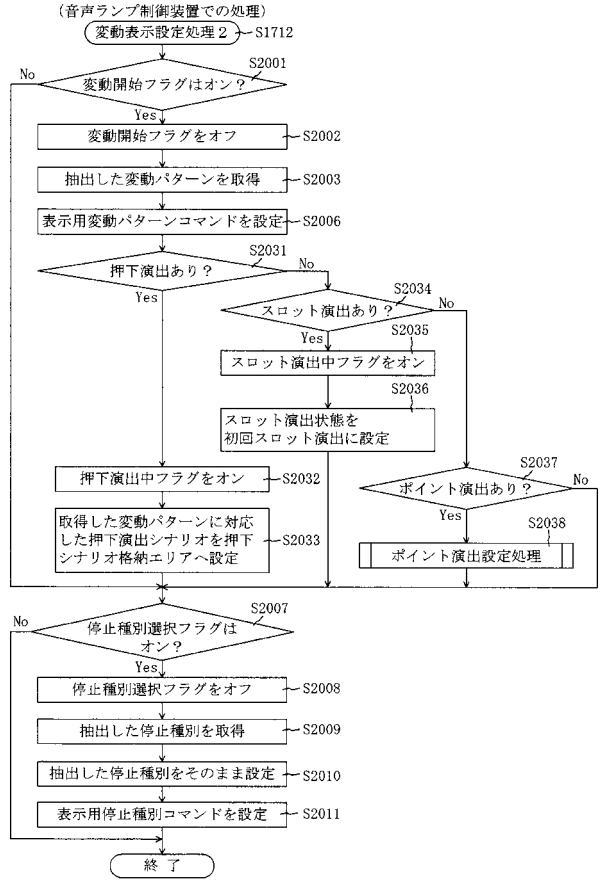 (音声ランプ制御装置での処理)
変動表示設定処理2
S1712
S2001
No
変動開始フラグはオン?
Yes
変動開始フラグをオフ
S2002
抽出した変動パターンを取得
S2003
表示用変動パターンコマンドを設定
S2006
S2031
押下演出あり?
No
Yes
S2034
スロット演出あり?
No
Yes
S2035
スロット演出中フラグをオン
S2036
スロット演出状態を
初回スロット演出に設定
押下演出中フラグをオン
S2032
S2037
ポイント演出あり?
No
Yes
取得した変動パターンに対応
した押下演出シナリオを押下
シナリオ格納エリアへ設定
S2033
S2038
ポイント演出設定処理
S2007
No
停止種別選択フラグは
オン?
Yes
停止種別選択フラグをオフ
S2008
抽出した停止種別を取得
S2009
抽出した停止種別をそのまま設定
S2010
表示用停止種別コマンドを設定
S2011
終了